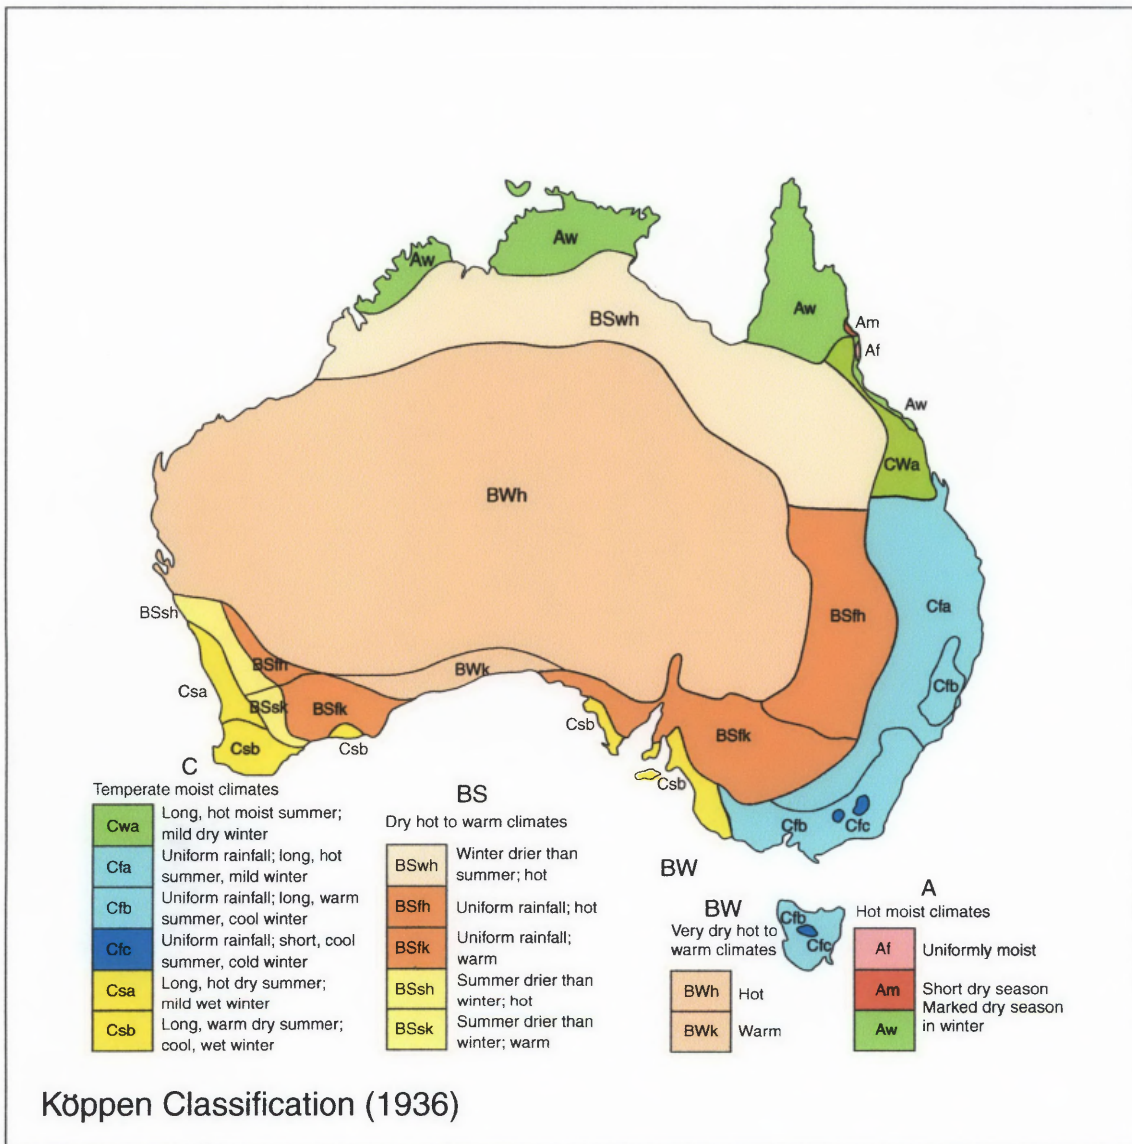 Aw
Aw
Aw
BSwh
Am
Af
Aw
CWa
BWh
Cfa
BSsh
BSfh
BSfh
BWk
Cfb
Csa
BSsk
BSfk
Csb
BSfk
Csb
Csb
Csb
Cfb
Cfc
Cfb
Cfc
C
Temperate moist climates
Cwa Long, hot moist summer;
mild dry winter
Cfa Uniform rainfall; long, hot
summer, mild winter
Cfb Uniform rainfall; long, warm
summer, cool winter
Cfc Uniform rainfall; short, cool
summer, cold winter
Csa Long, hot dry summer;
mild wet winter
Csb Long, warm dry summer;
cool, wet winter
BS
Dry hot to warm climates
BSwh Winter drier than
summer; hot
BSfh Uniform rainfall; hot
BSfk Uniform rainfall;
warm
BSsh Summer drier than
winter; hot
BSsk Summer drier than
winter; warm
BW
BW
Very dry hot to
warm climates
BWh Hot
BWk Warm
A
Hot moist climates
Af Uniformly moist
Am Short dry season
Marked dry season
Aw in winter
Köppen Classification (1936)